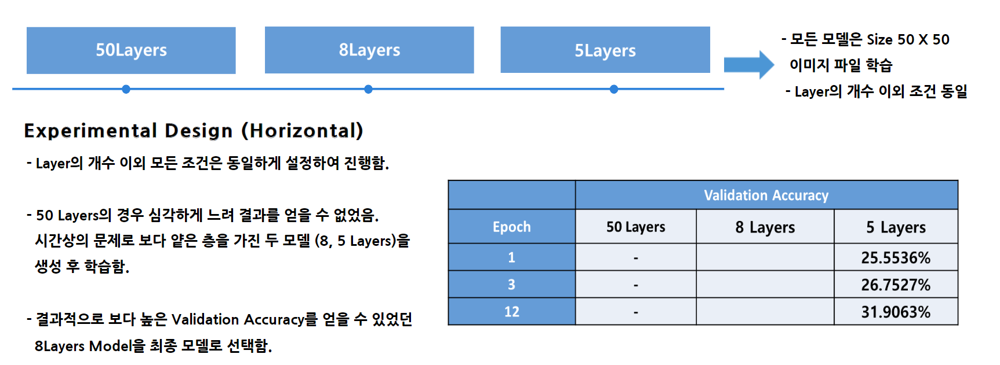 50Layers
8Layers
5Layers
- 모든 모델은 Size 50 X 50
이미지 파일 학습
- Layer의 개수 이외 조건 동일
Experimental Design (Horizontal)
- Layer의 개수 이외 모든 조건은 동일하게 설정하여 진행함.
- 50 Layers의 경우 심각하게 느려 결과를 얻을 수 없었음.
시간상의 문제로 보다 얕은 층을 가진 두 모델 (8, 5 Layers)을
생성 후 학습함.
- 결과적으로 보다 높은 Validation Accuracy를 얻을 수 있었던
8Layers Model을 최종 모델로 선택함.
Validation Accuracy
Epoch 50 Layers 8 Layers 5 Layers
1 - 25.5536%
3 - 26.7527%
12 - 31.9063%